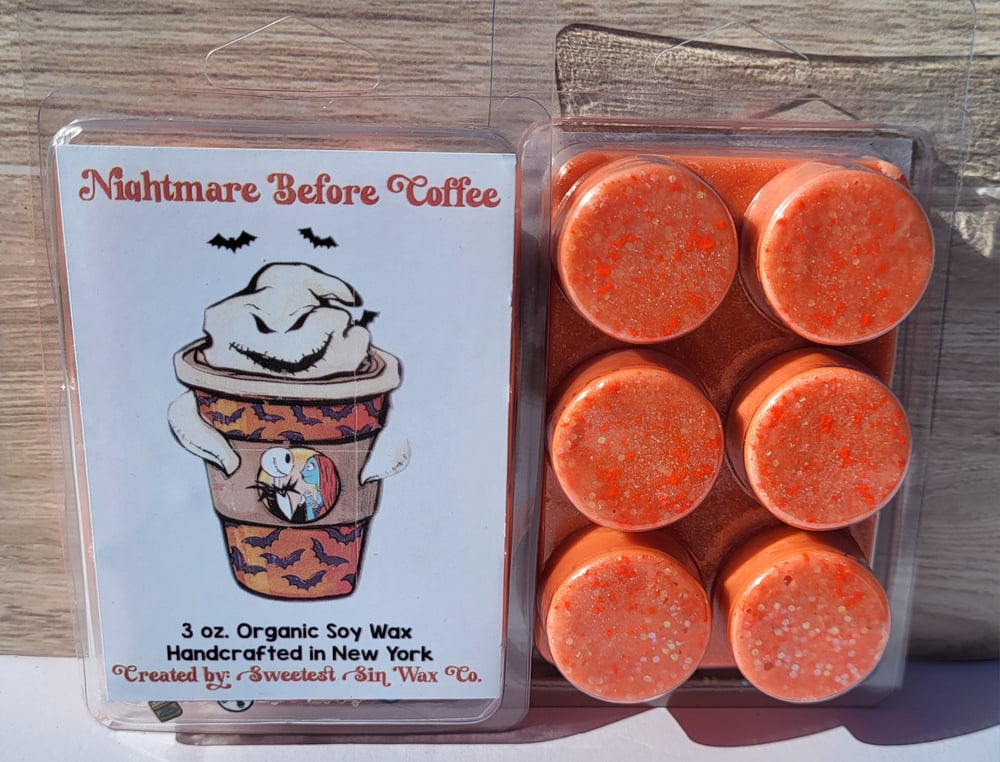 Nightmare Before Coffee
3 oz. Organic Soy Wax
Handcrafted in New York
Created by: Sweetest Sin Wax Co.